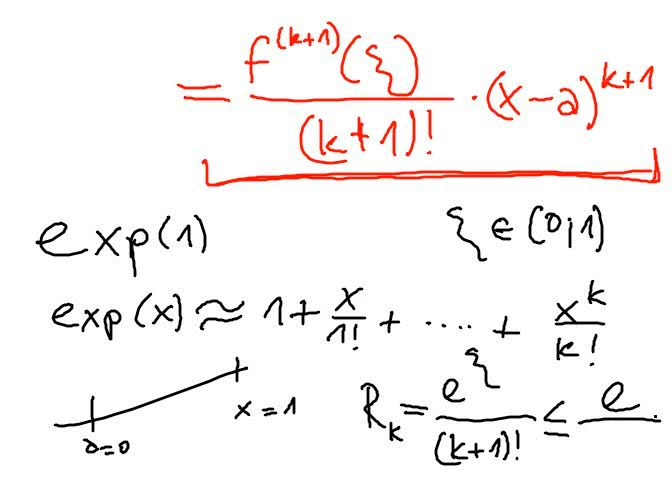 = f^(k+1)(ξ) / (k+1)! · (x-a)^k+1
exp(1) ξ ∈ (0;1)
exp(x) ≈ 1 + x/1! + .... + x^k/k!
a=0 x=1 R_k = e^ξ / (k+1)! ≤ e / .